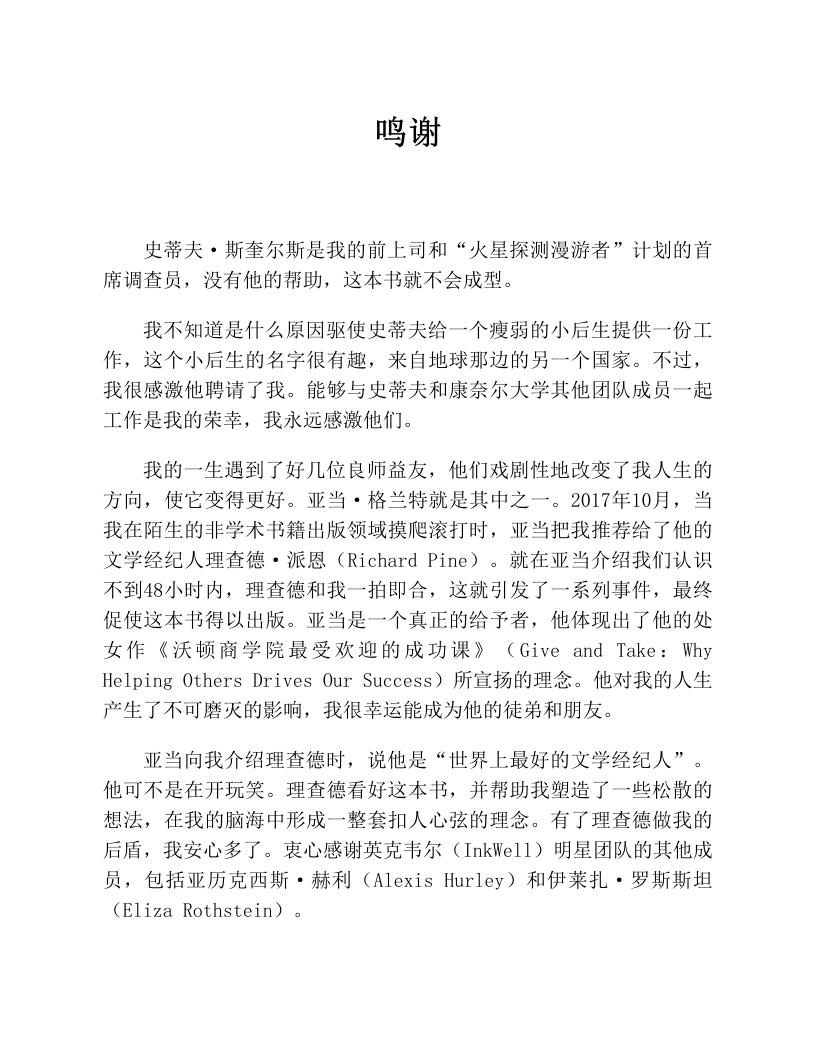 鸣谢
史蒂夫·斯奎尔斯是我的前上司和“火星探测漫游者”计划的首
席调查员，没有他的帮助，这本书就不会成型。
我不知道是什么原因驱使史蒂夫给一个瘦弱的小后生提供一份工
作，这个小后生的名字很有趣，来自地球那边的另一个国家。不过，
我很感激他聘请了我。能够与史蒂夫和康奈尔大学其他团队成员一起
工作是我的荣幸，我永远感激他们。
我的一生遇到了好几位良师益友，他们戏剧性地改变了我人生的
方向，使它变得更好。亚当·格兰特就是其中之一。2017年10月，当
我在陌生的非学术书籍出版领域摸爬滚打时，亚当把我推荐给了他的
文学经纪人理查德·派恩（Richard Pine）。就在亚当介绍我们认识
不到48小时内，理查德和我一拍即合，这就引发了一系列事件，最终
促使这本书得以出版。亚当是一个真正的给予者，他体现出了他的处
女作《沃顿商学院最受欢迎的成功课》（Give and Take：Why
Helping Others Drives Our Success）所宣扬的理念。他对我的人生
产生了不可磨灭的影响，我很幸运能成为他的徒弟和朋友。
亚当向我介绍理查德时，说他是“世界上最好的文学经纪人”。
他可不是在开玩笑。理查德看好这本书，并帮助我塑造了一些松散的
想法，在我的脑海中形成一整套扣人心弦的理念。有了理查德做我的
后盾，我安心多了。衷心感谢英克韦尔（InkWell）明星团队的其他成
员，包括亚历克西斯·赫利（Alexis Hurley）和伊莱扎·罗斯斯坦
（Eliza Rothstein）。